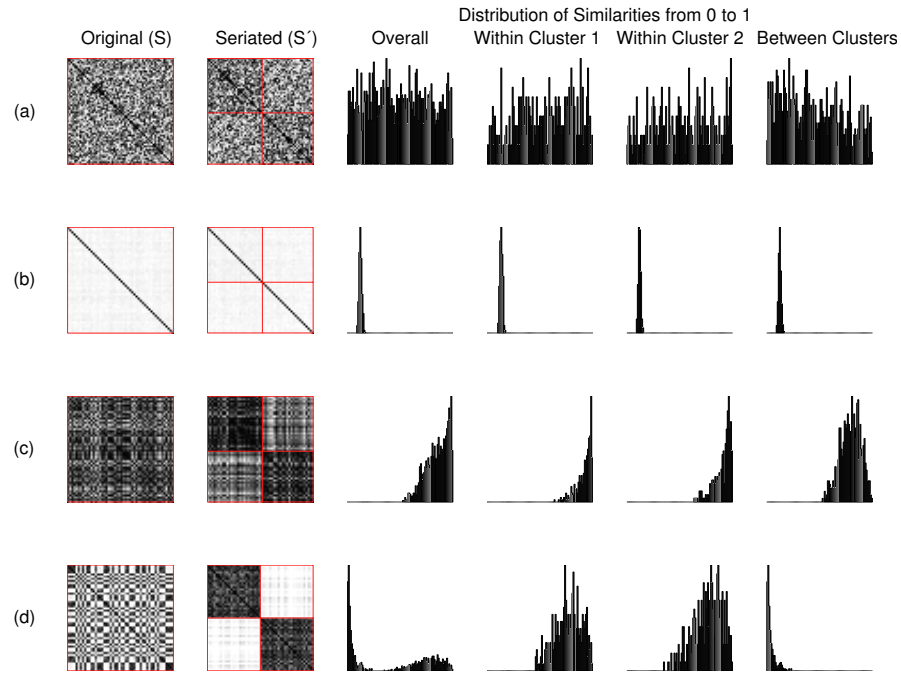 Distribution of Similarities from 0 to 1
Original (S) Seriated (S´) Overall Within Cluster 1 Within Cluster 2 Between Clusters
(a)
(b)
(c)
(d)